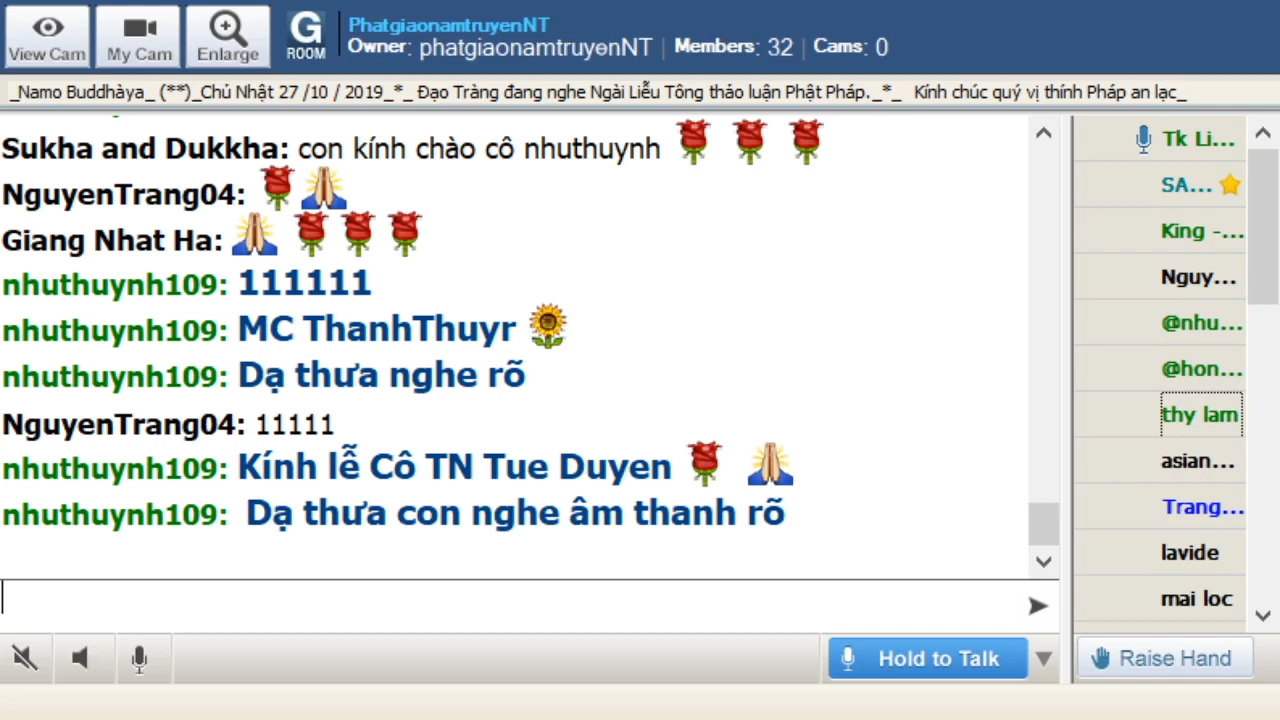 View Cam
My Cam
Enlarge
G
ROOM
PhatgiaonamtruyenNT
Owner: phatgiaonamtruyenNT | Members: 32 | Cams: 0
_Namo Buddhàya_ (**)_Chủ Nhật 27 /10 / 2019_*_ Đạo Tràng đang nghe Ngài Liễu Tông thảo luận Phật Pháp._*_ Kính chúc quý vị thính Pháp an lạc_
Sukha and Dukkha: con kính chào cô nhuthuynh
NguyenTrang04:
Giang Nhat Ha:
nhuthuynh109: 111111
nhuthuynh109: MC ThanhThuyr
nhuthuynh109: Dạ thưa nghe rõ
NguyenTrang04: 11111
nhuthuynh109: Kính lễ Cô TN Tue Duyen
nhuthuynh109: Dạ thưa con nghe âm thanh rõ
Tk Li...
SA...
King -...
Nguy...
@nhu...
@hon...
thy lam
asian...
Trang...
lavide
mai loc
Hold to Talk
Raise Hand